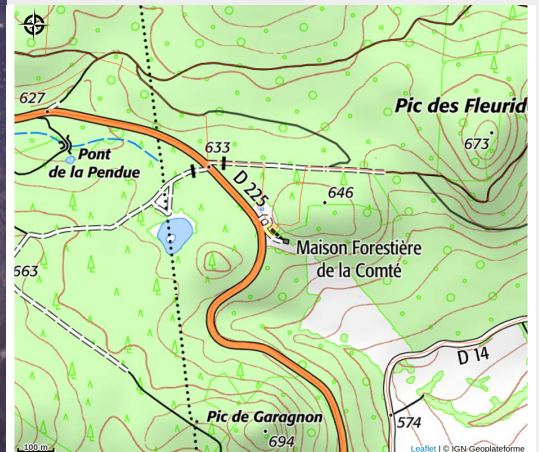 627
Pic des Fleurid
673
633
Pont
de la Pendue
D 225
646
Maison Forestière
de la Comté
663
D 14
Pic de Garagnon
694
574
100 m
Leaflet | © IGN-Geoplateforme